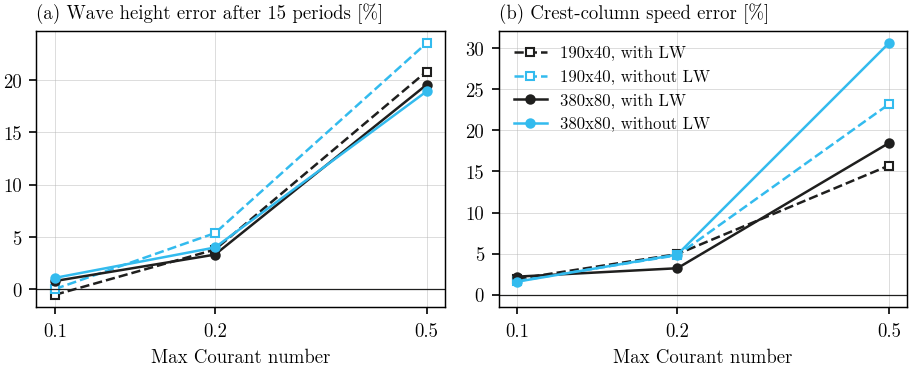 (a) Wave height error after 15 periods [%]
20
15
10
5
0
0.1
0.2
0.5
Max Courant number
(b) Crest-column speed error [%]
190x40, with LW
190x40, without LW
380x80, with LW
380x80, without LW
30
25
20
15
10
5
0
0.1
0.2
0.5
Max Courant number